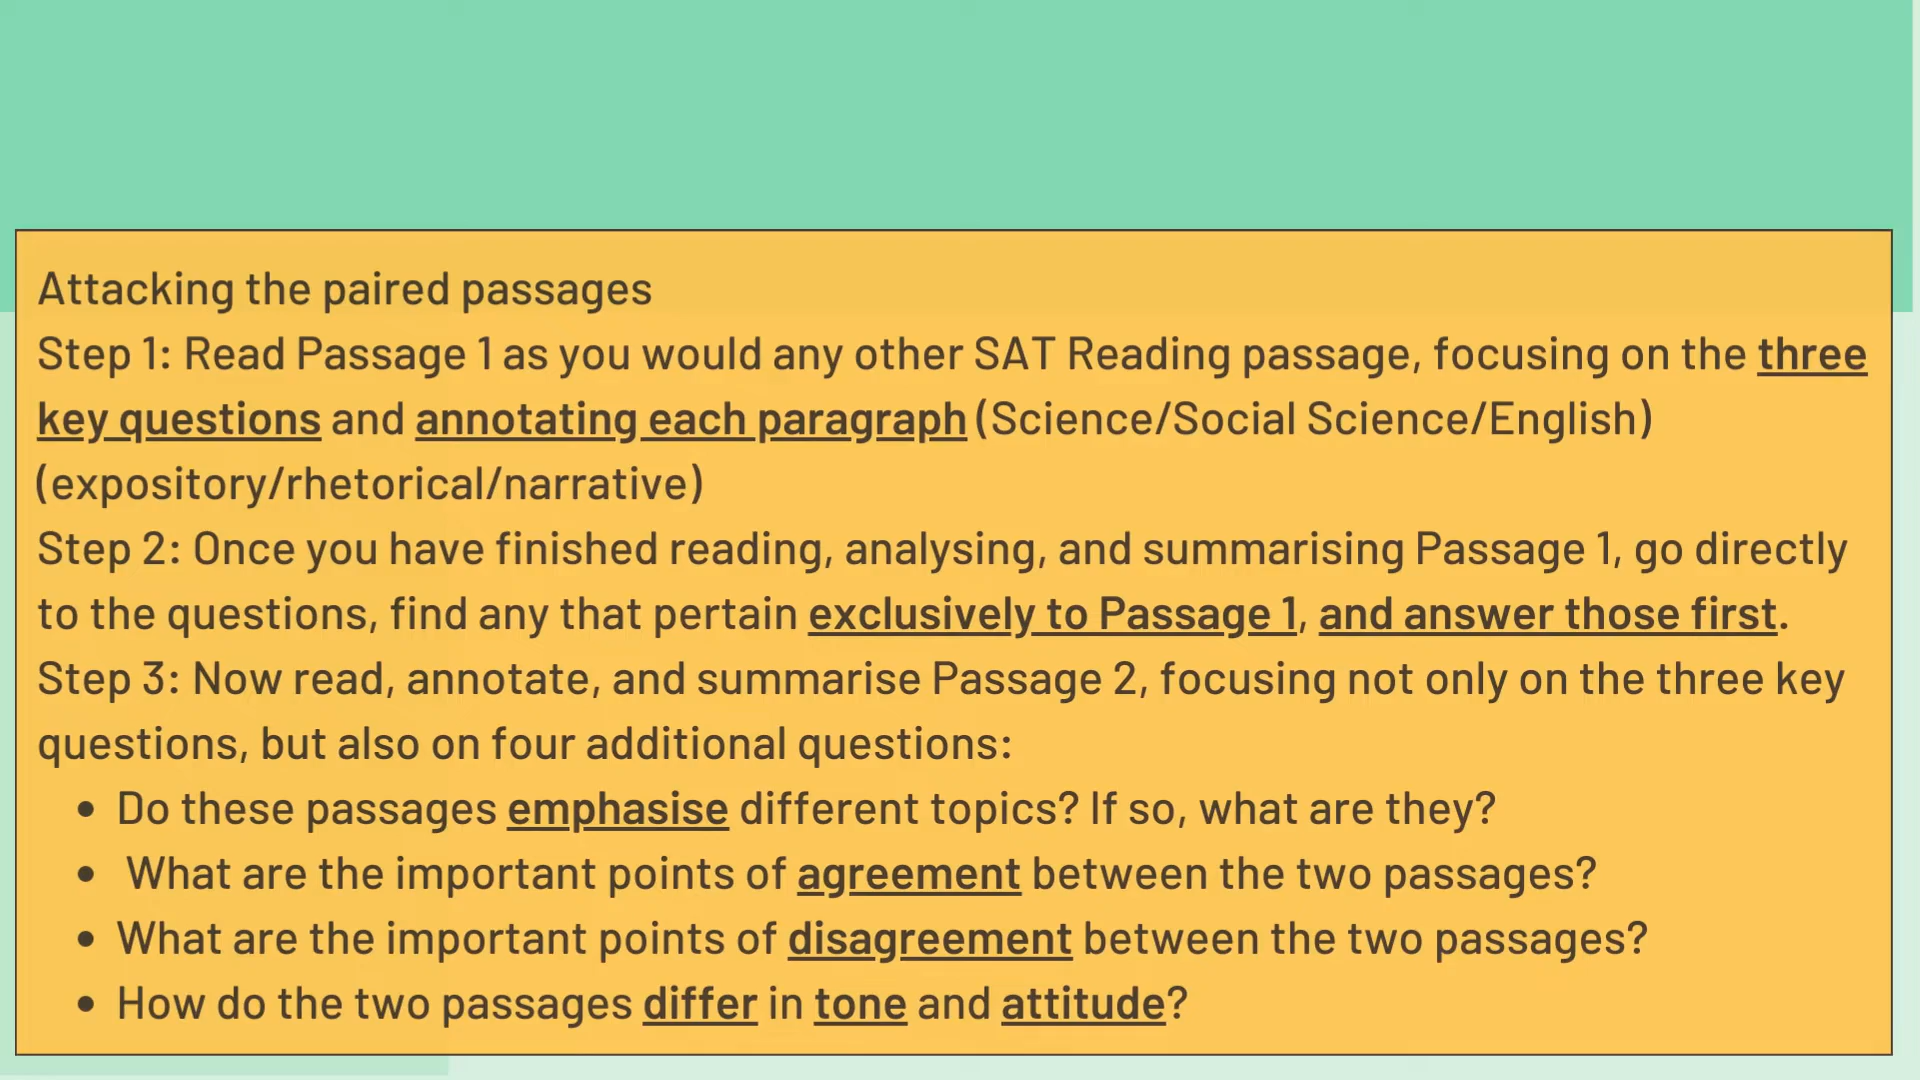 Attacking the paired passages
Step 1: Read Passage 1 as you would any other SAT Reading passage, focusing on the three
key questions and annotating each paragraph (Science/Social Science/English)
(expository/rhetorical/narrative)
Step 2: Once you have finished reading, analysing, and summarising Passage 1, go directly
to the questions, find any that pertain exclusively to Passage 1, and answer those first.
Step 3: Now read, annotate, and summarise Passage 2, focusing not only on the three key
questions, but also on four additional questions:
• Do these passages emphasise different topics? If so, what are they?
• What are the important points of agreement between the two passages?
• What are the important points of disagreement between the two passages?
• How do the two passages differ in tone and attitude?